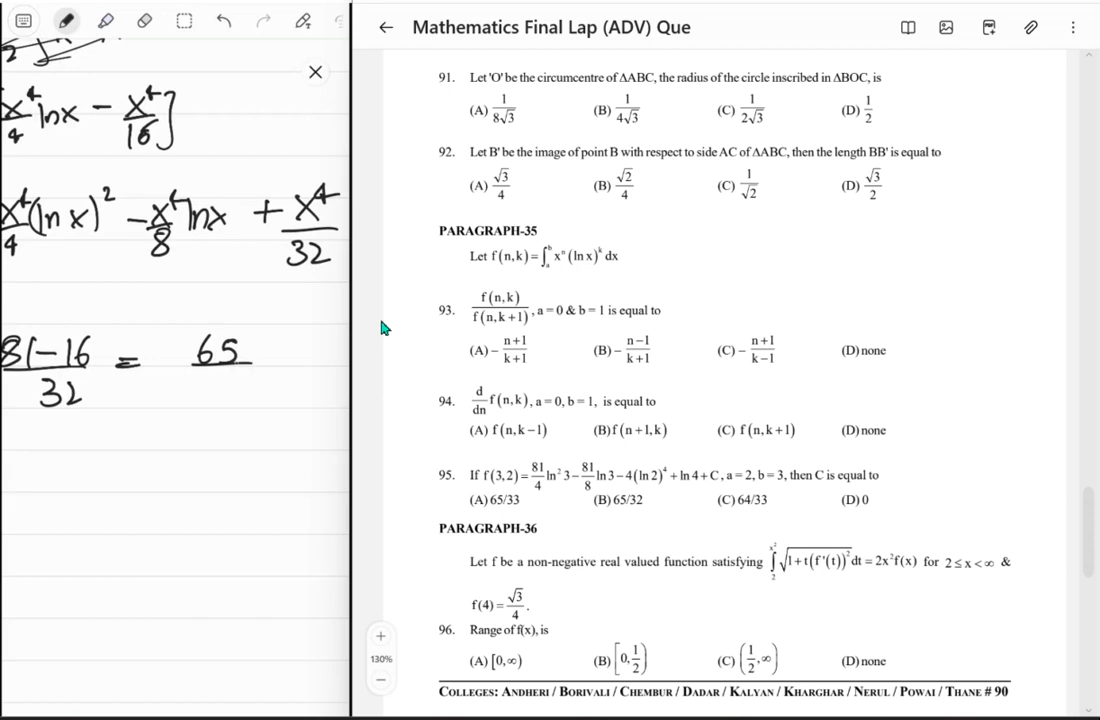 Mathematics Final Lap (ADV) Que
x⁴/4 ln x − x⁴/16]
x⁴/4 (ln x)² − x⁴/8 ln x + x⁴/32
81−16/32 = 65
91. Let 'O' be the circumcentre of ΔABC, the radius of the circle inscribed in ΔBOC, is
(A) 1/8√3 (B) 1/4√3 (C) 1/2√3 (D) 1/2
92. Let B' be the image of point B with respect to side AC of ΔABC, then the length BB' is equal to
(A) √3/4 (B) √2/4 (C) 1/√2 (D) √3/2
PARAGRAPH-35
Let f(n,k)=∫ₐᵇ xⁿ(ln x)ᵏ dx
93. f(n,k)/f(n,k+1), a=0 & b=1 is equal to
(A) −n+1/k+1 (B) −n−1/k+1 (C) −n+1/k−1 (D) none
94. d/dn f(n,k), a=0, b=1, is equal to
(A) f(n,k−1) (B) f(n+1,k) (C) f(n,k+1) (D) none
95. If f(3,2)=81/4 ln² 3−81/8 ln 3−4(ln 2)⁴+ln 4+C, a=2, b=3, then C is equal to
(A) 65/33 (B) 65/32 (C) 64/33 (D) 0
PARAGRAPH-36
Let f be a non-negative real valued function satisfying ∫₂^x² √1+t(f'(t))² dt = 2x²f(x) for 2≤x<∞ &
f(4)=√3/4.
96. Range of f(x), is
(A) [0,∞) (B) [0,1/2) (C) (1/2,∞) (D) none
130%
COLLEGES: ANDHERI / BORIVALI / CHEMBUR / DADAR / KALYAN / KHARGHAR / NERUL / POWAI / THANE # 90